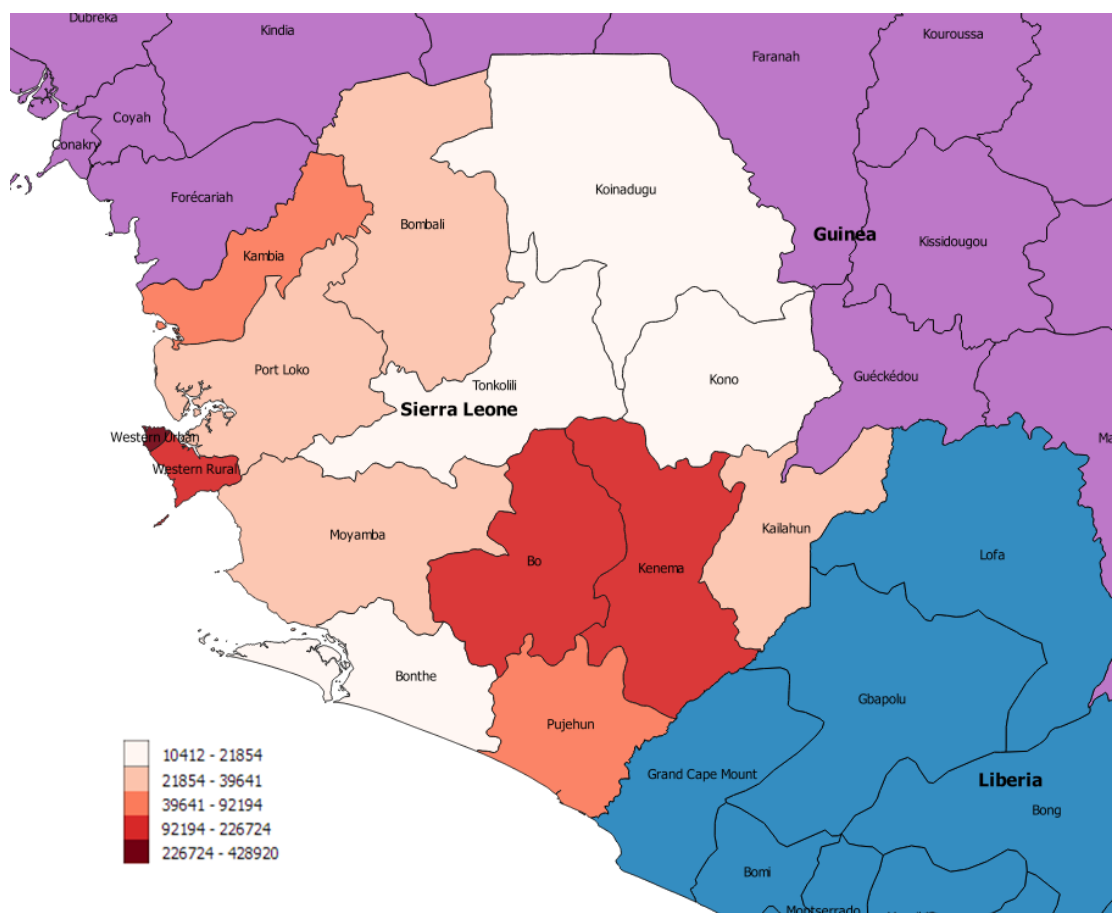 Dubreka
Kindia
Faranah
Kouroussa
Coyah
Conakry
Forécariah
Koinadugu
Bombali
Guinea
Kissidougou
Kambia
Port Loko
Tonkolili
Kono
Guéckédou
Sierra Leone
Western Urban
Western Rural
Ma
Moyamba
Bo
Kenema
Kailahun
Lofa
Bonthe
Gbapolu
Pujehun
Grand Cape Mount
Liberia
Bong
10412 - 21854
21854 - 39641
39641 - 92194
92194 - 226724
226724 - 428920
Bomi
Montserrado